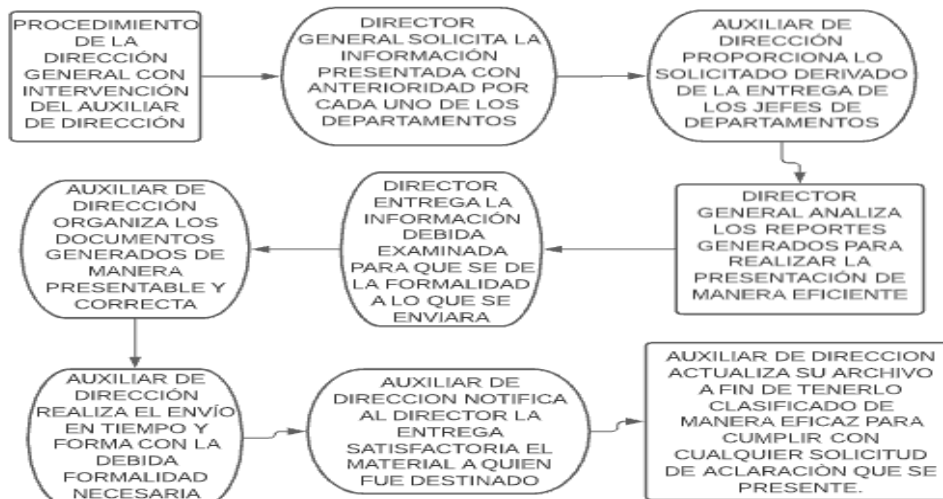 PROCEDIMIENTO
DE LA
DIRECCIÓN
GENERAL CON
INTERVENCIÓN
DEL AUXILIAR
DE DIRECCIÓN
DIRECTOR
GENERAL SOLICITA LA
INFORMACIÓN
PRESENTADA CON
ANTERIORIDAD POR
CADA UNO DE LOS
DEPARTAMENTOS
AUXILIAR DE
DIRECCIÓN
PROPORCIONA LO
SOLICITADO DERIVADO
DE LA ENTREGA DE
LOS JEFES DE
DEPARTAMENTOS
DIRECTOR
GENERAL ANALIZA
LOS REPORTES
GENERADOS PARA
REALIZAR LA
PRESENTACIÓN DE
MANERA EFICIENTE
DIRECTOR
ENTREGA LA
INFORMACIÓN
DEBIDA
EXAMINADA
PARA QUE SE DE
LA FORMALIDAD
A LO QUE SE
ENVIARA
AUXILIAR DE
DIRECCIÓN
ORGANIZA LOS
DOCUMENTOS
GENERADOS DE
MANERA
PRESENTABLE Y
CORRECTA
AUXILIAR DE
DIRECCIÓN
REALIZA EL ENVÍO
EN TIEMPO Y
FORMA CON LA
DEBIDA
FORMALIDAD
NECESARIA
AUXILIAR DE
DIRECCION NOTIFICA
AL DIRECTOR LA
ENTREGA
SATISFACTORIA EL
MATERIAL A QUIEN
FUE DESTINADO
AUXILIAR DE DIRECCION
ACTUALIZA SU ARCHIVO
A FIN DE TENERLO
CLASIFICADO DE
MANERA EFICAZ PARA
CUMPLIR CON
CUALQUIER SOLICITUD
DE ACLARACIÒN QUE SE
PRESENTE.